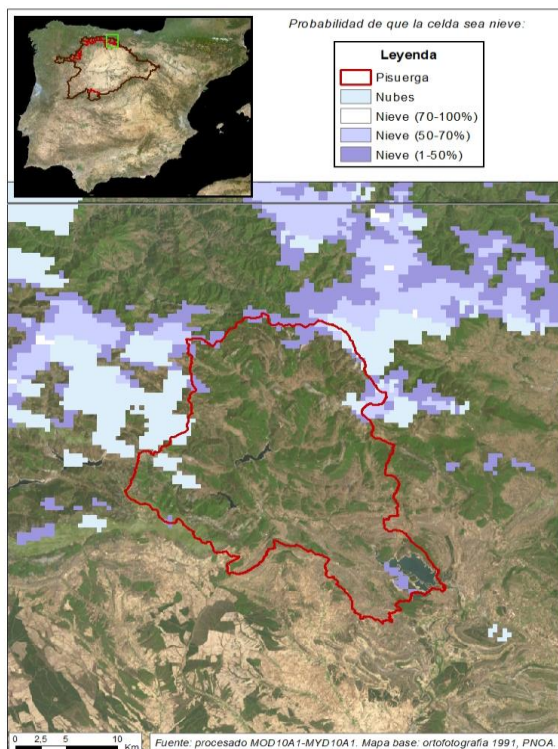 Probabilidad de que la celda sea nieve:
Leyenda
Pisuerga
Nubes
Nieve (70-100%)
Nieve (50-70%)
Nieve (1-50%)
0 2,5 5 10
Km
Fuente: procesado MOD10A1-MYD10A1. Mapa base: ortofotografia 1991, PNOA